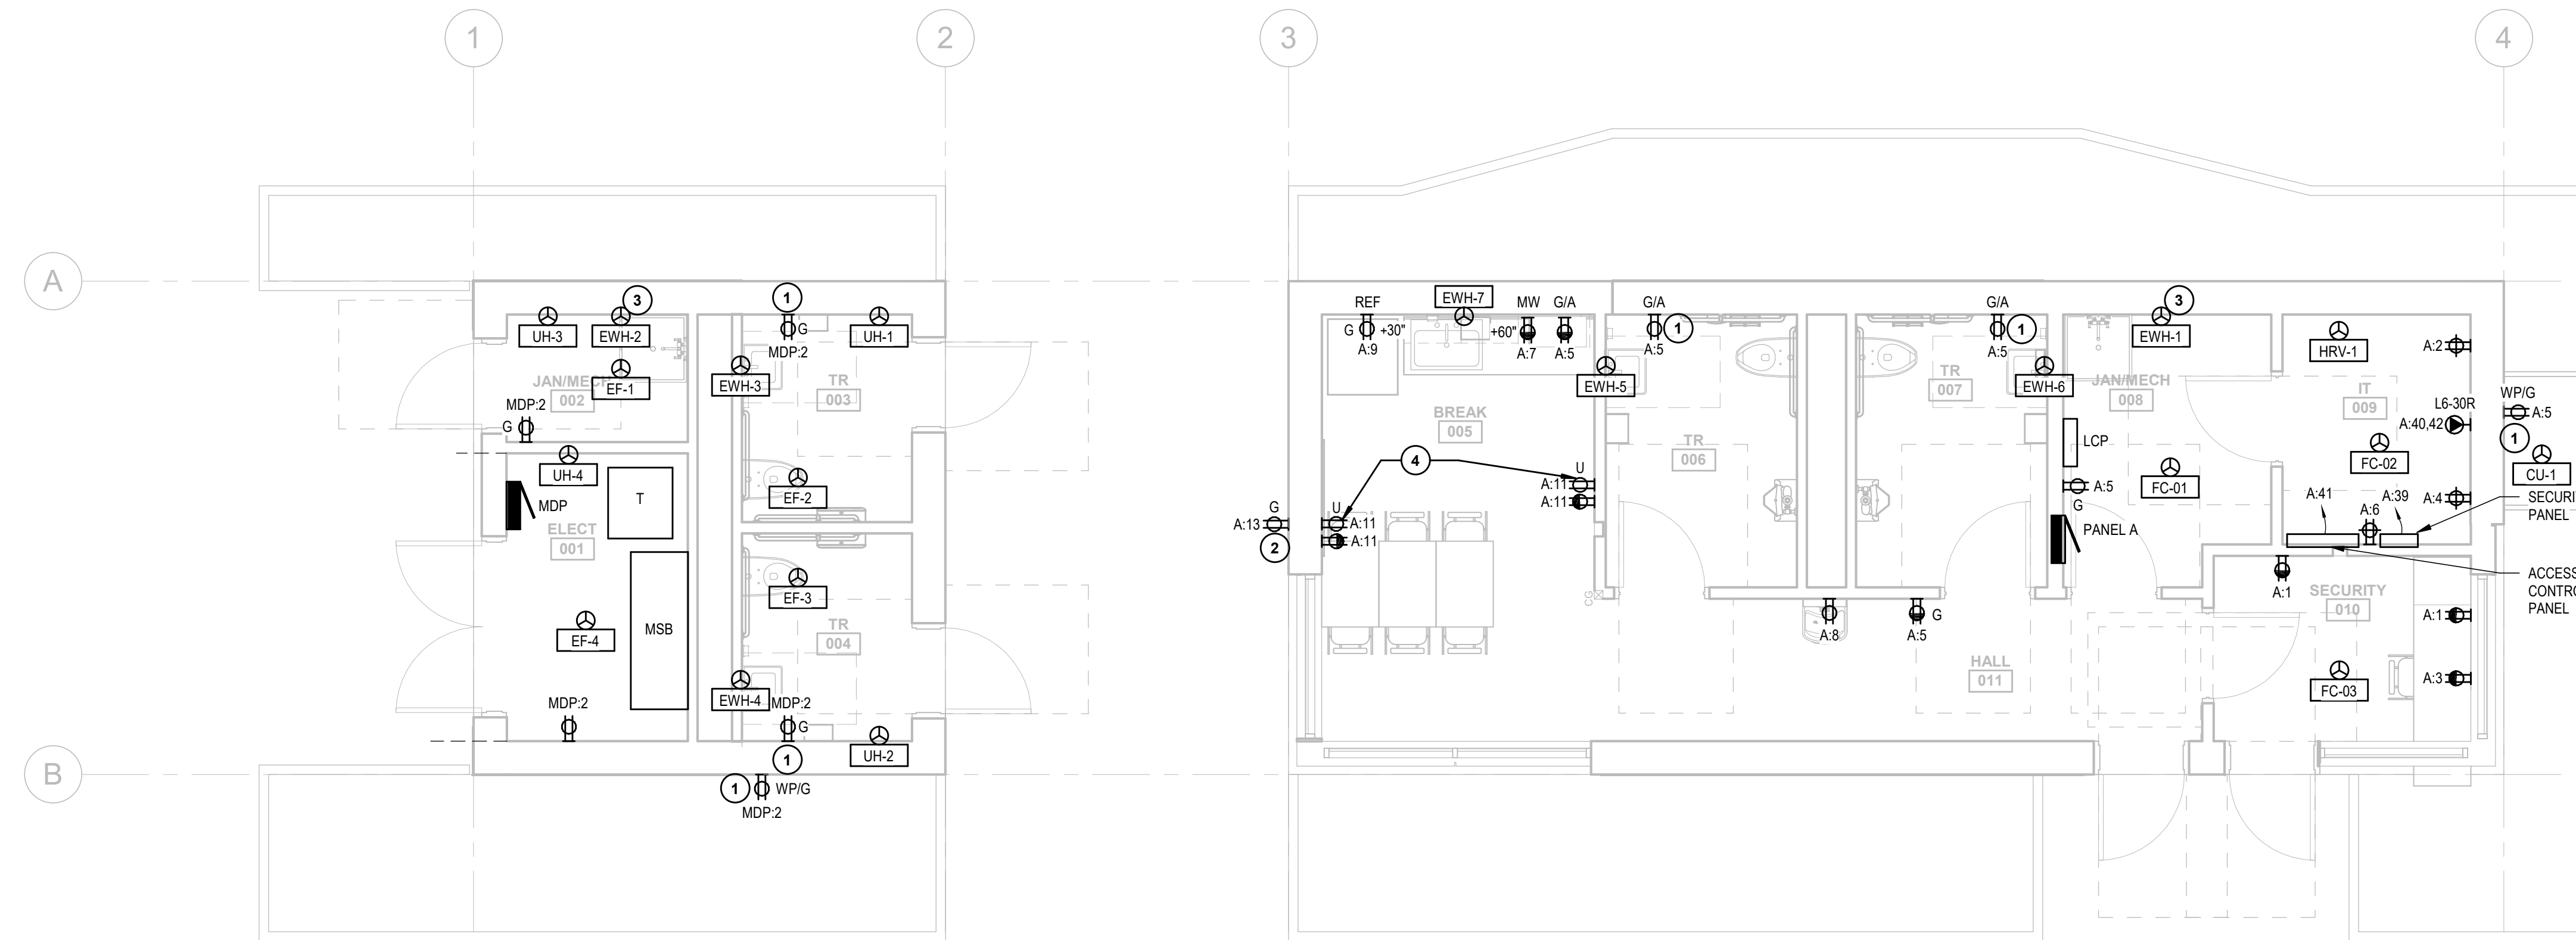 1
2
3
4
A
B
3
1
UH-3
EWH-2
G
MDP:2
UH-1
EF-1
JAN/MECH
002
EWH-3
TR
003
MDP:2
G
UH-4
MDP
T
ELECT
001
EF-2
EF-3
MSB
EF-4
TR
004
MDP:2
EWH-4
MDP:2
G
1
UH-2
1
WP/G
MDP:2
REF
G
+30"
A:9
EWH-7
MW
+60"
A:7
G/A
A:5
G/A
1
A:5
G/A
1
A:5
3
EWH-1
HRV-1
A:2
EWH-5
EWH-6
BREAK
005
TR
006
TR
007
JAN/MECH
008
IT
009
WP/G
A:5
L6-30R
A:40,42
1
LCP
FC-02
CU-1
4
U
A:11
A:11
A:5
G
FC-01
A:41
A:39
A:4
SECURI
PANEL
G
A:13
2
U
A:11
A:11
PANEL A
A:6
ACCESS
CONTRO
PANEL
CG
A:8
A:5
G
A:1
SECURITY
010
A:1
HALL
011
FC-03
A:3